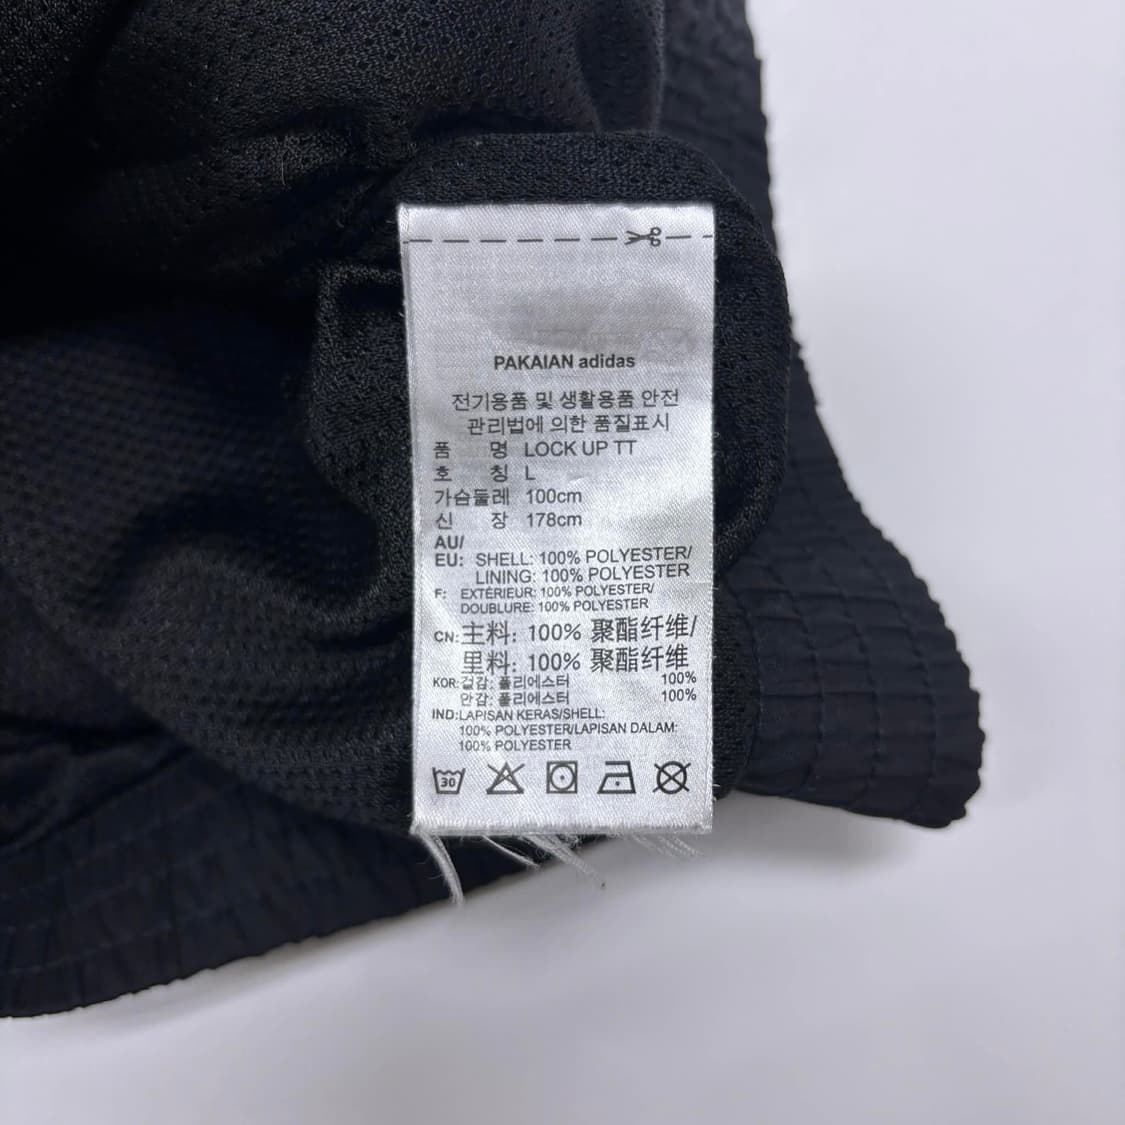 PAKAIAN adidas
전기용품 및 생활용품 안전
관리법에 의한 품질표시
품 명 LOCK UP TT
호 칭 L
가슴둘레 100cm
신 장 178cm
AU/
EU: SHELL: 100% POLYESTER/
LINING: 100% POLYESTER
F: EXTÉRIEUR: 100% POLYESTER/
DOUBLURE: 100% POLYESTER
CN: 主料: 100% 聚酯纤维/
里料: 100% 聚酯纤维
KOR: 겉감: 폴리에스터 100%
안감: 폴리에스터 100%
IND: LAPISAN KERAS/SHELL:
100% POLYESTER/LAPISAN DALAM:
100% POLYESTER
30